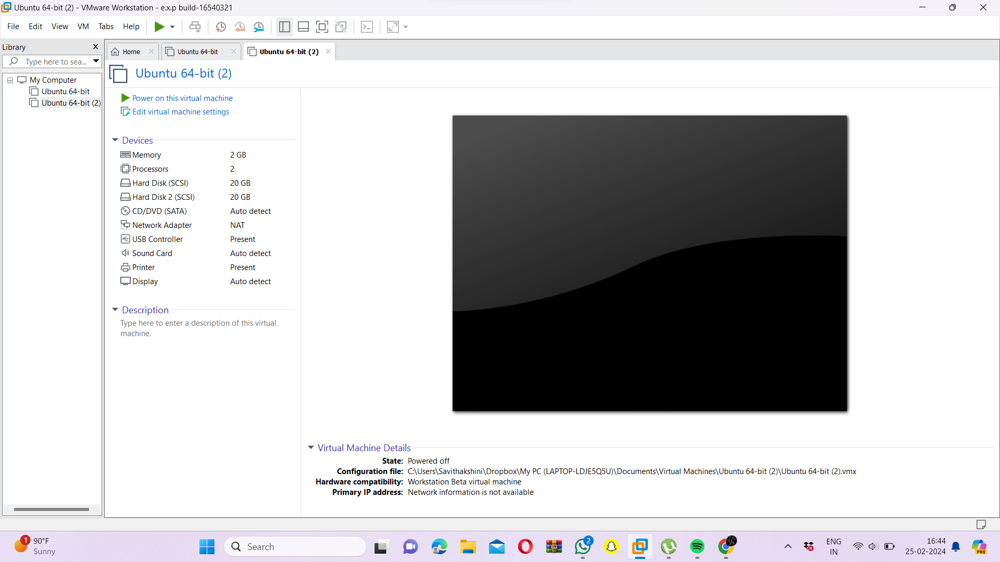 Ubuntu 64-bit (2) - VMware Workstation - e.x.p build-16540321
File Edit View VM Tabs Help
Library
Type here to sea...
My Computer
Ubuntu 64-bit
Ubuntu 64-bit (2)
Home
Ubuntu 64-bit
Ubuntu 64-bit (2)
Ubuntu 64-bit (2)
Power on this virtual machine
Edit virtual machine settings
Devices
Memory 2 GB
Processors 2
Hard Disk (SCSI) 20 GB
Hard Disk 2 (SCSI) 20 GB
CD/DVD (SATA) Auto detect
Network Adapter NAT
USB Controller Present
Sound Card Auto detect
Printer Present
Display Auto detect
Description
Type here to enter a description of this virtual
machine.
Virtual Machine Details
State: Powered off
Configuration file: C:\Users\Savithakshini\Dropbox\My PC (LAPTOP-LDJE5Q5U)\Documents\Virtual Machines\Ubuntu 64-bit (2)\Ubuntu 64-bit (2).vmx
Hardware compatibility: Workstation Beta virtual machine
Primary IP address: Network information is not available
1
90°F
Sunny
Search
2
ENG
IN
16:44
25-02-2024
PRE